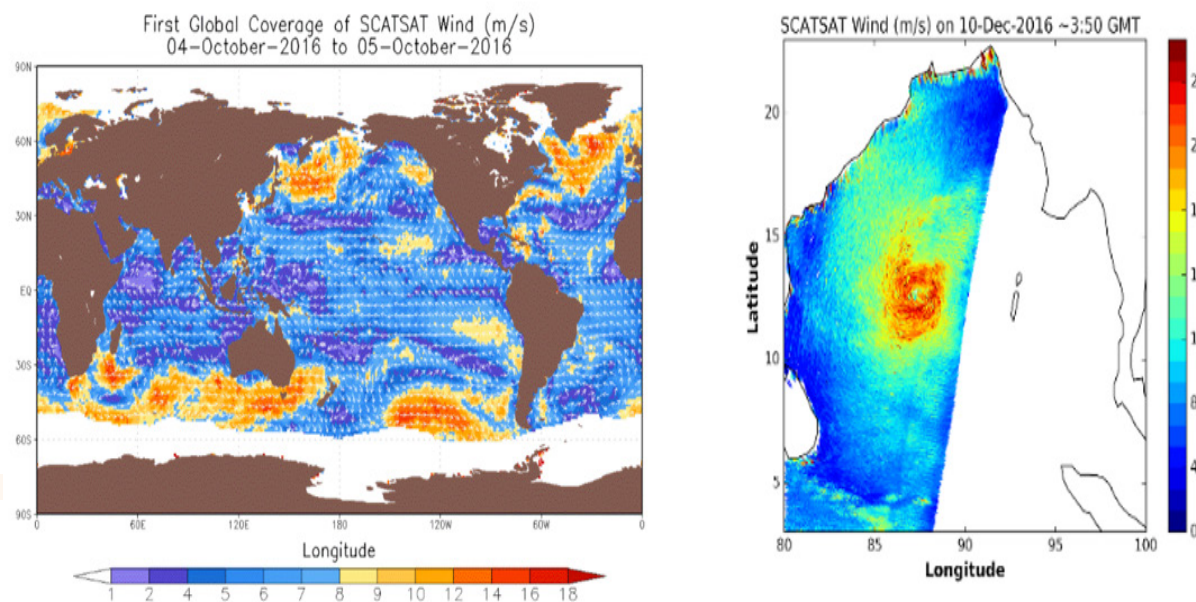 First Global Coverage of SCATSAT Wind (m/s)
04-October-2016 to 05-October-2016
90N
60N
30N
EQ
30S
60S
90S
0 60E 120E 180 120W 60W 0
Longitude
1 2 4 5 6 7 8 9 10 12 14 16 18
SCATSAT Wind (m/s) on 10-Dec-2016 ~3:50 GMT
Latitude
20
15
10
5
80 85 90 95 100
Longitude
8
4
0